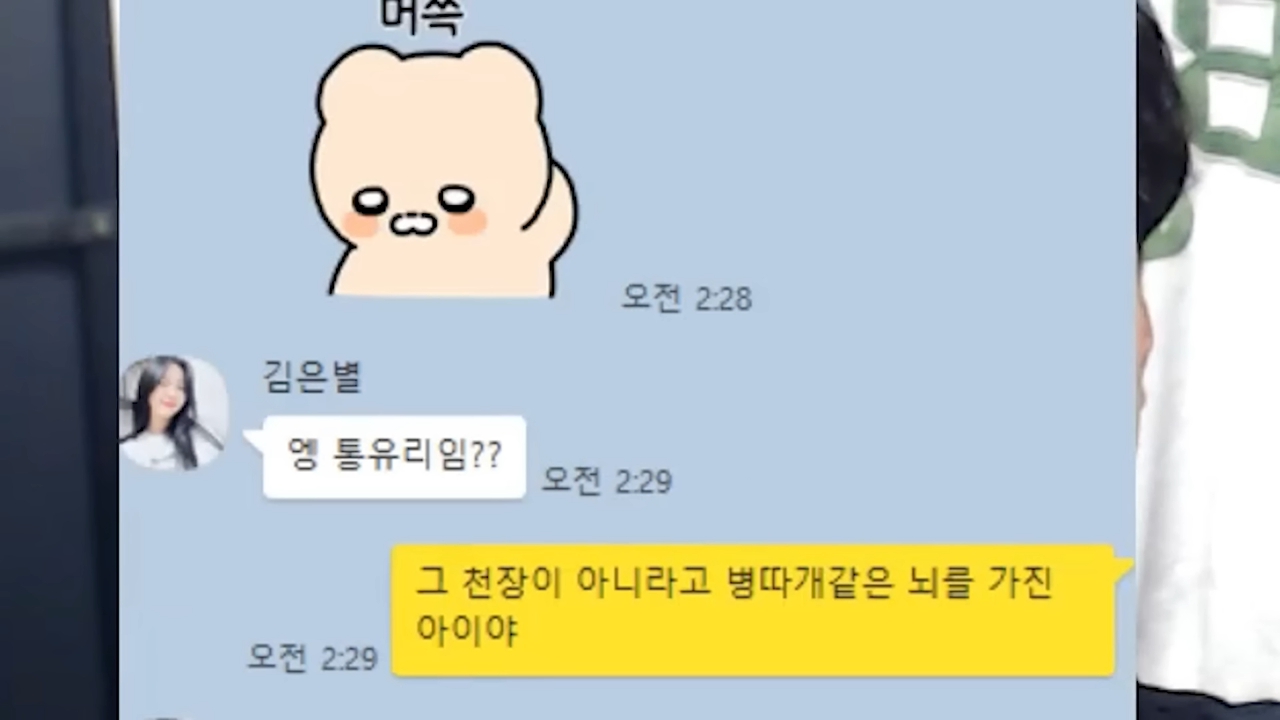 머쓱
오전 2:28
김은별
엥 통유리임??
오전 2:29
그 천장이 아니라고 병따개같은 뇌를 가진
아이야
오전 2:29